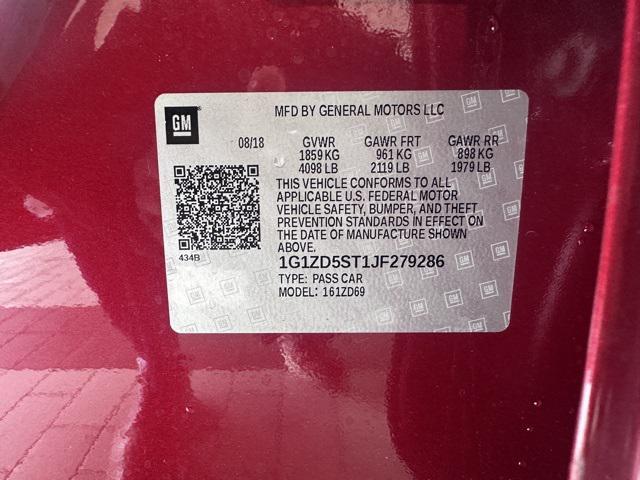 GM
MFD BY GENERAL MOTORS LLC
08/18 GVWR GAWR FRT GAWR RR
1859 KG 961 KG 898 KG
4098 LB 2119 LB 1979 LB
THIS VEHICLE CONFORMS TO ALL
APPLICABLE U.S. FEDERAL MOTOR
VEHICLE SAFETY, BUMPER, AND THEFT
PREVENTION STANDARDS IN EFFECT ON
THE DATE OF MANUFACTURE SHOWN
ABOVE.
434B
1G1ZD5ST1JF279286
TYPE: PASS CAR
MODEL: 161ZD69